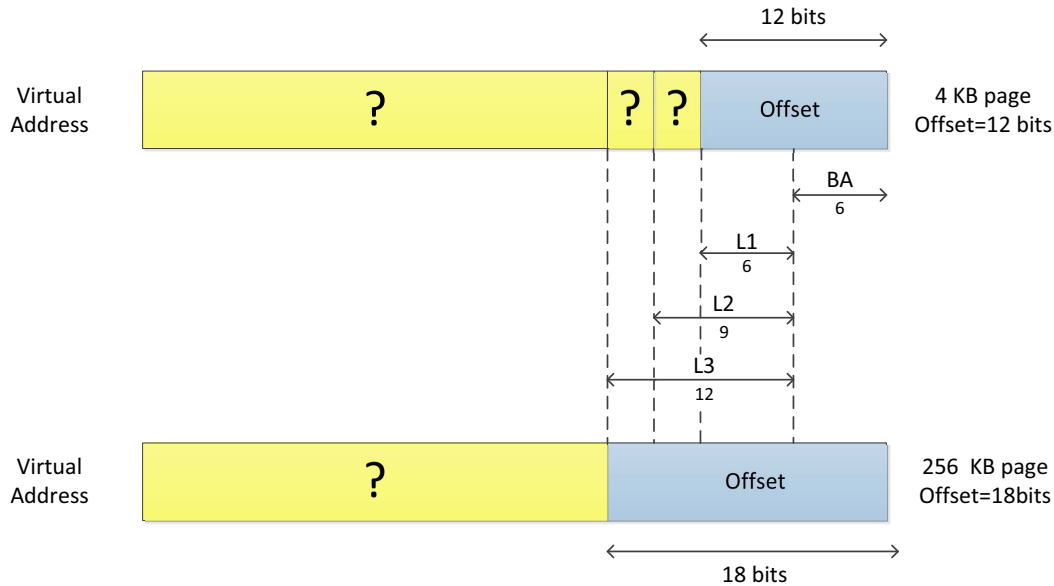 12 bits
Virtual
Address
?
?
?
Offset
4 KB page
Offset=12 bits
BA
6
L1
6
L2
9
L3
12
Virtual
Address
?
Offset
256 KB page
Offset=18bits
18 bits